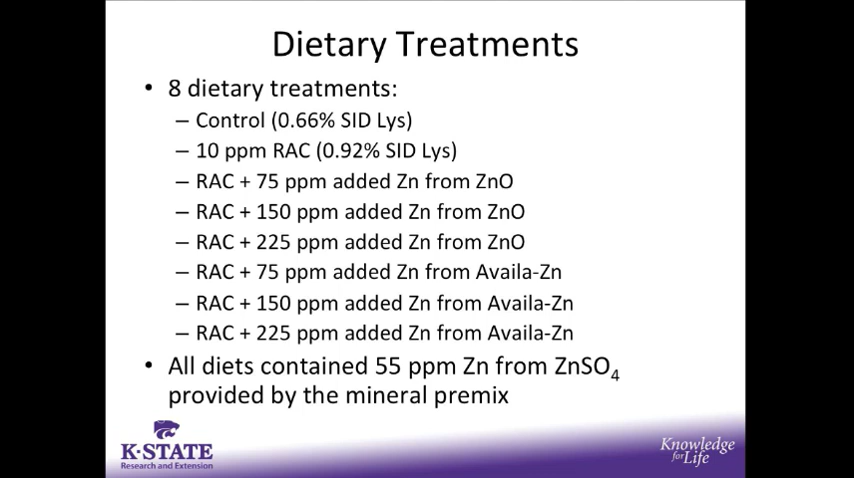 Dietary Treatments
• 8 dietary treatments:
– Control (0.66% SID Lys)
– 10 ppm RAC (0.92% SID Lys)
– RAC + 75 ppm added Zn from ZnO
– RAC + 150 ppm added Zn from ZnO
– RAC + 225 ppm added Zn from ZnO
– RAC + 75 ppm added Zn from Availa-Zn
– RAC + 150 ppm added Zn from Availa-Zn
– RAC + 225 ppm added Zn from Availa-Zn
• All diets contained 55 ppm Zn from ZnSO₄
provided by the mineral premix
K·STATE
Research and Extension
Knowledge
for Life